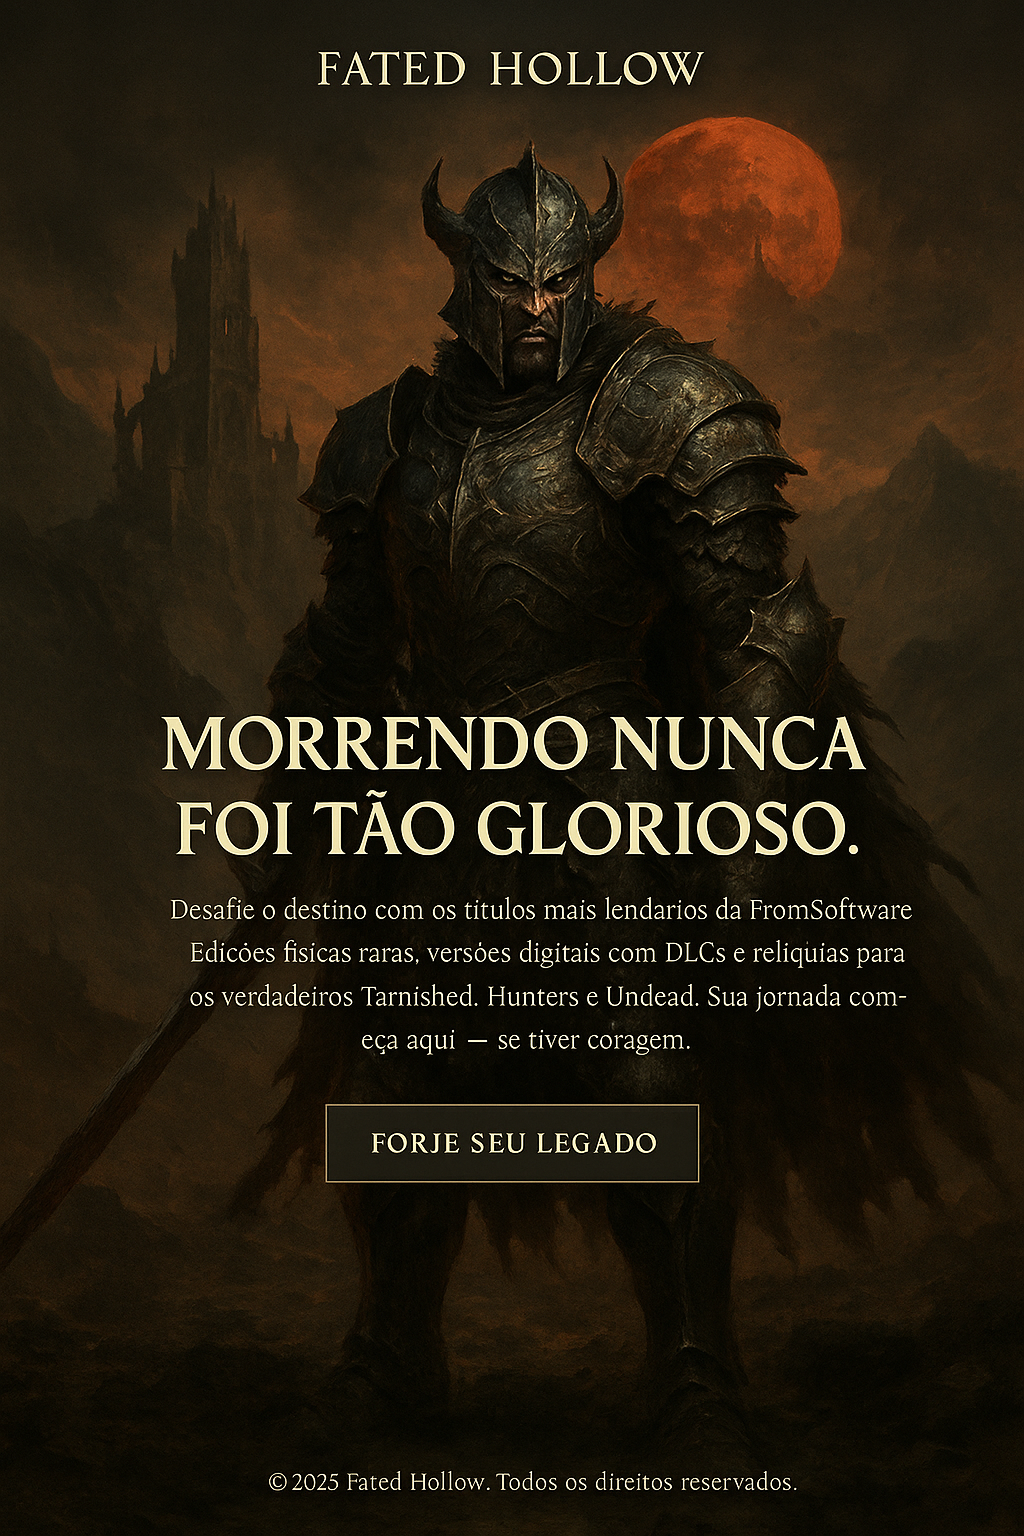 FATED HOLLOW
MORRENDO NUNCA
FOI TÃO GLORIOSO.
Desafie o destino com os titulos mais lendarios da FromSoftware
Edicóes fisicas raras, versóes digitais com DLCs e reliquias para
os verdadeiros Tarnished. Hunters e Undead. Sua jornada com-
eça aqui — se tiver coragem.
FORJE SEU LEGADO
© 2025 Fated Hollow. Todos os direitos reservados.